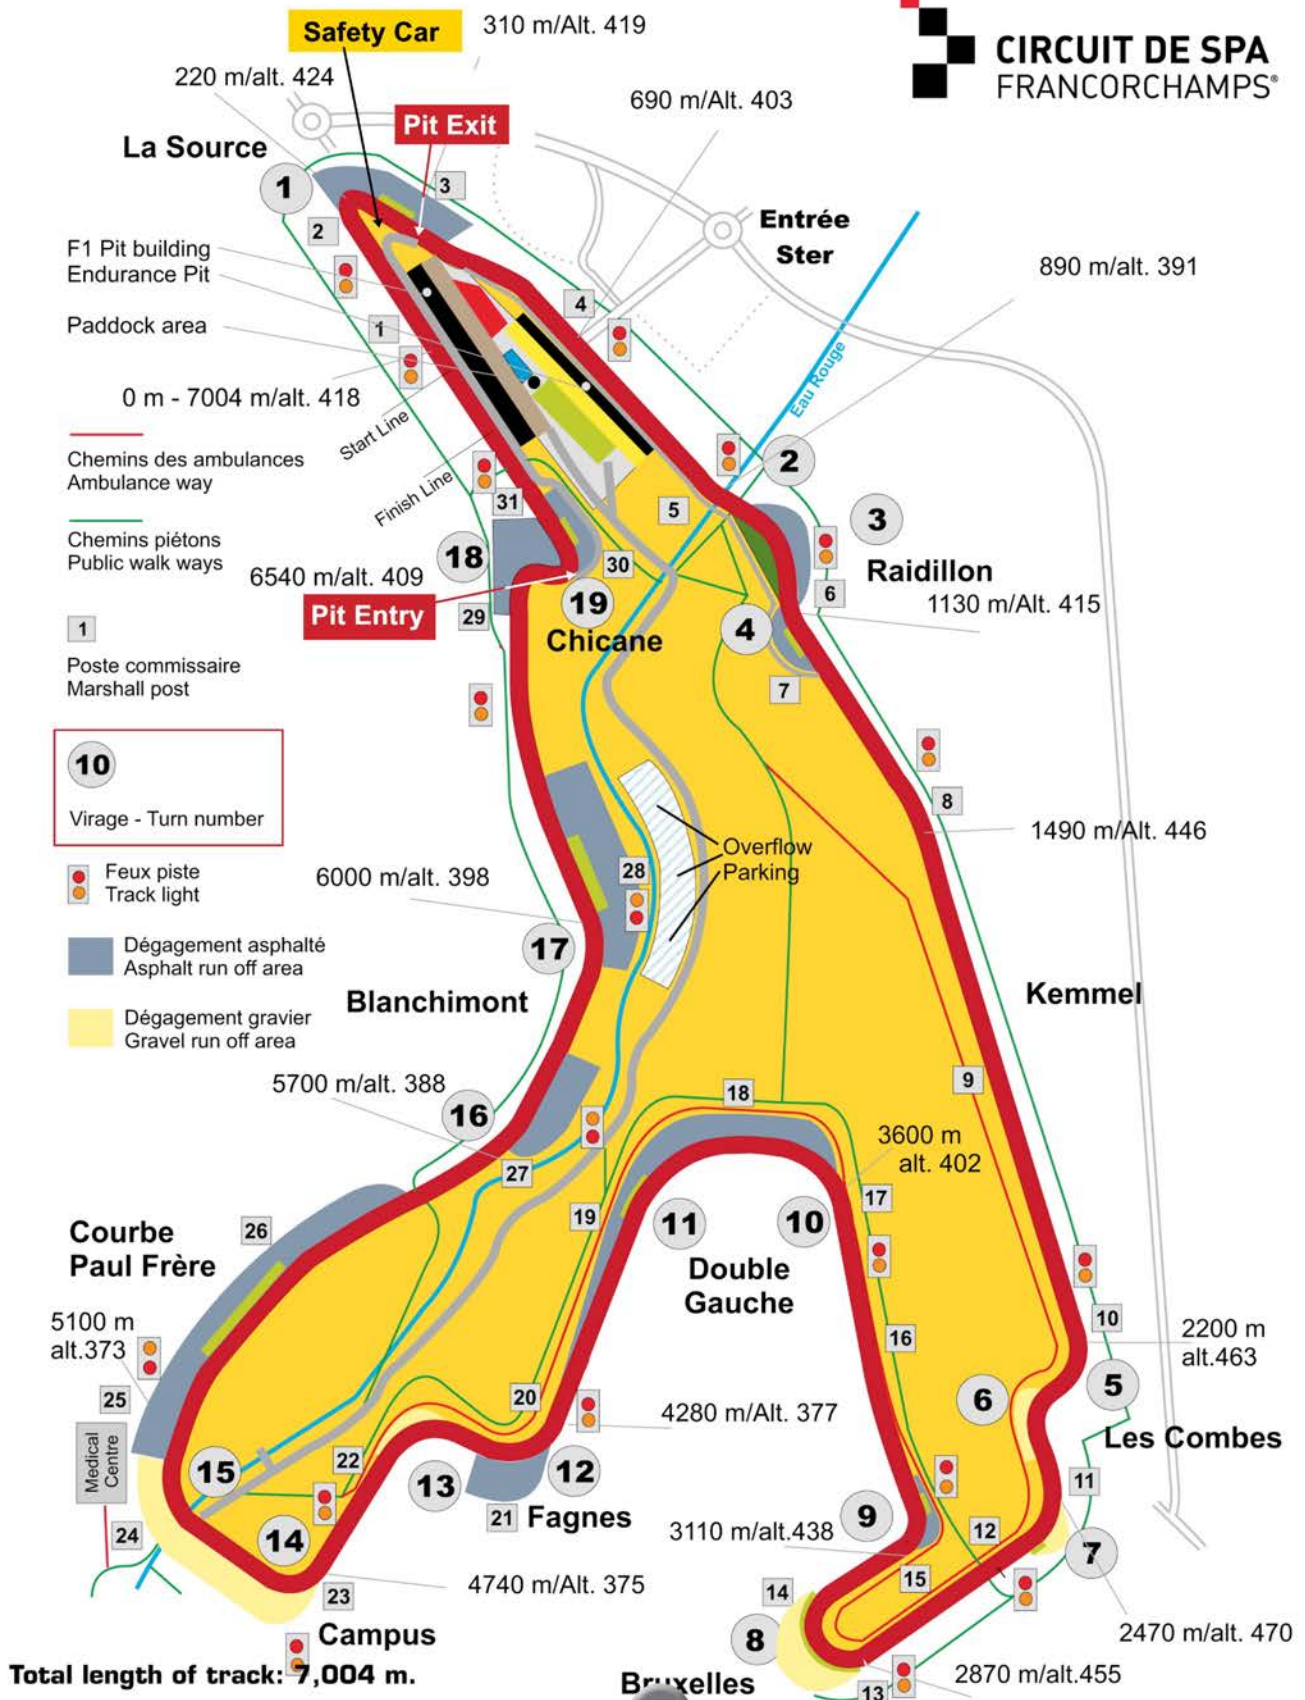 CIRCUIT DE SPA
FRANCORCHAMPS®
Safety Car
310 m/Alt. 419
220 m/alt. 424
690 m/Alt. 403
Pit Exit
La Source
1
3
2
Entrée
Ster
F1 Pit building
Endurance Pit
890 m/alt. 391
4
Paddock area
1
Eau Rouge
0 m - 7004 m/alt. 418
Start Line
Finish Line
Chemins des ambulances
Ambulance way
2
31
5
3
Chemins piétons
Public walk ways
18
30
Raidillon
6540 m/alt. 409
6
1130 m/Alt. 415
Pit Entry
29
19
Chicane
4
1
Poste commissaire
Marshall post
7
10
Virage - Turn number
8
1490 m/Alt. 446
Overflow
Parking
Feux piste
Track light
28
6000 m/alt. 398
17
Dégagement asphalté
Asphalt run off area
Blanchimont
Kemmel
Dégagement gravier
Gravel run off area
5700 m/alt. 388
9
18
16
3600 m
alt. 402
27
17
26
19
11
10
Courbe
Paul Frère
Double
Gauche
5100 m
alt.373
10
2200 m
alt.463
16
25
20
6
5
4280 m/Alt. 377
Les Combes
Medical
Centre
22
15
13
12
11
21
Fagnes
9
24
14
3110 m/alt.438
12
7
15
23
4740 m/Alt. 375
14
Campus
8
2470 m/alt. 470
Total length of track: 7,004 m.
2870 m/alt.455
Bruxelles
13